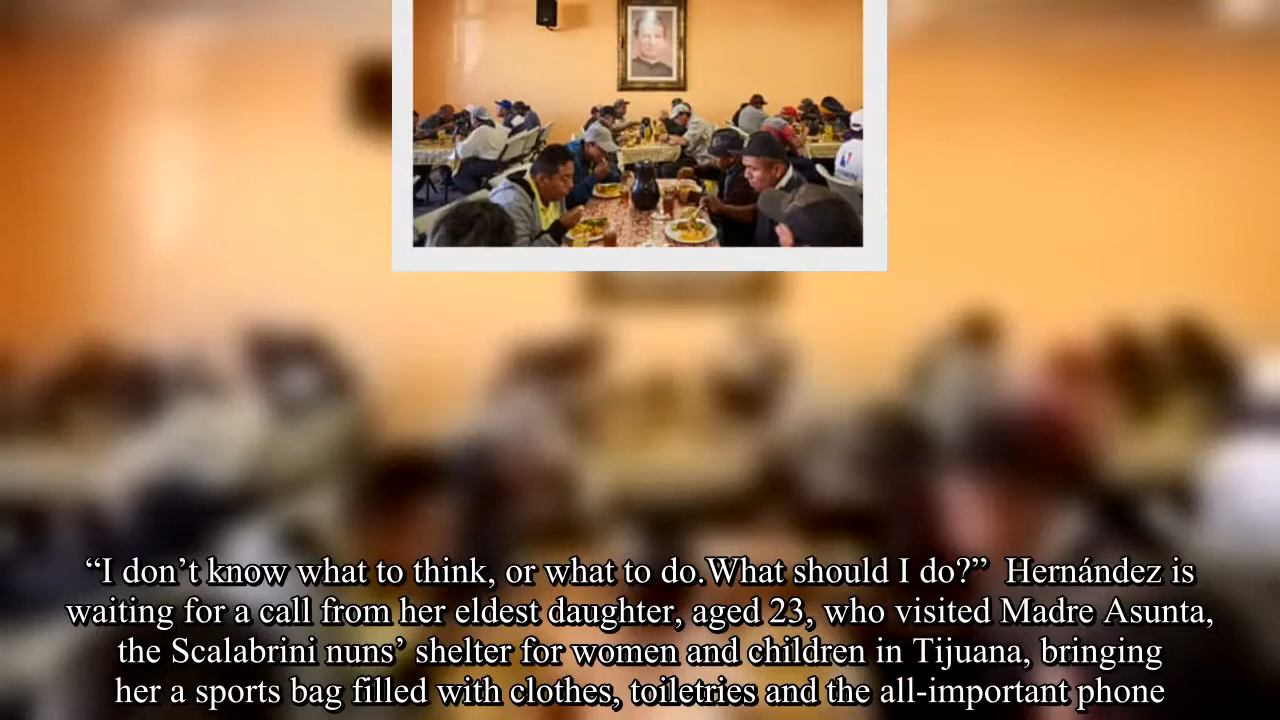 “I don’t know what to think, or what to do.What should I do?”  Hernández is
waiting for a call from her eldest daughter, aged 23, who visited Madre Asunta,
the Scalabrini nuns’ shelter for women and children in Tijuana, bringing
her a sports bag filled with clothes, toiletries and the all-important phone